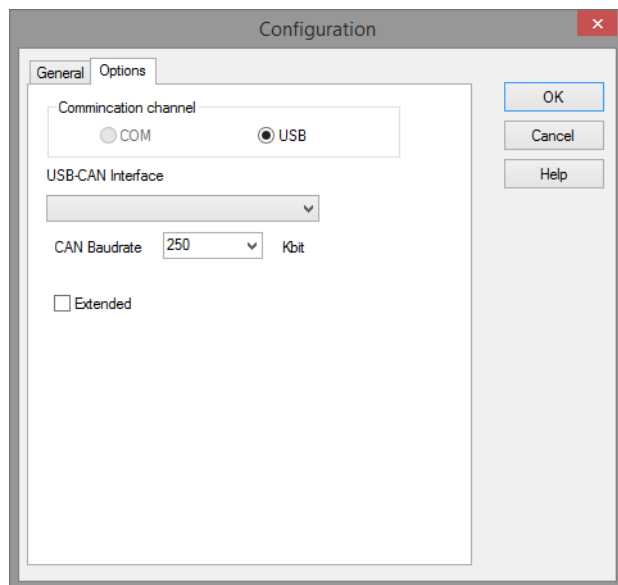 Configuration
General Options
OK
Commincation channel
COM USB
Cancel
USB-CAN Interface
Help
CAN Baudrate 250 Kbit
Extended